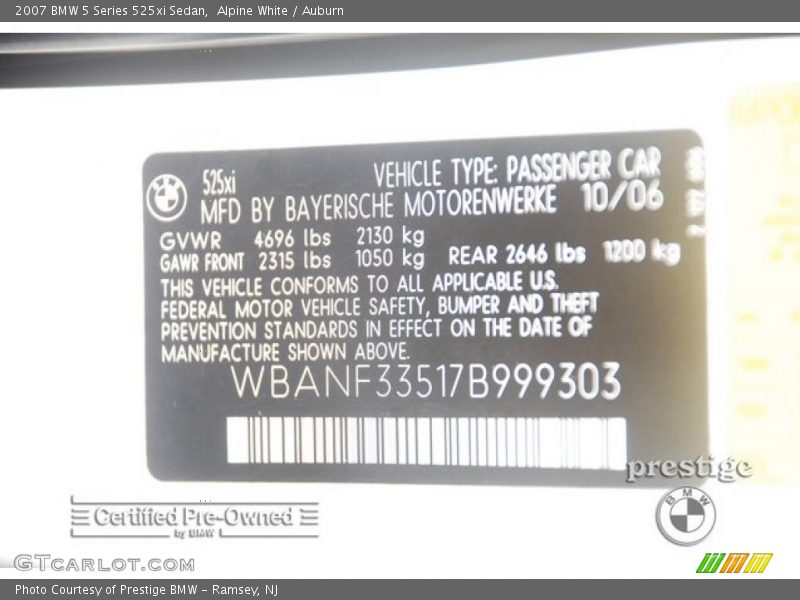 2007 BMW 5 Series 525xi Sedan,  Alpine White / Auburn
525xi
VEHICLE TYPE: PASSENGER CAR
MFD BY BAYERISCHE MOTORENWERKE 10/06
GVWR 4696 lbs 2130 kg
GAWR FRONT 2315 lbs 1050 kg REAR 2646 lbs 1200 kg
THIS VEHICLE CONFORMS TO ALL APPLICABLE U.S.
FEDERAL MOTOR VEHICLE SAFETY, BUMPER AND THEFT
PREVENTION STANDARDS IN EFFECT ON THE DATE OF
MANUFACTURE SHOWN ABOVE.
WBANF33517B999303
prestige
BMW
Certified Pre-Owned
by BMW
GTCARLOT.COM
Photo Courtesy of Prestige BMW - Ramsey, NJ